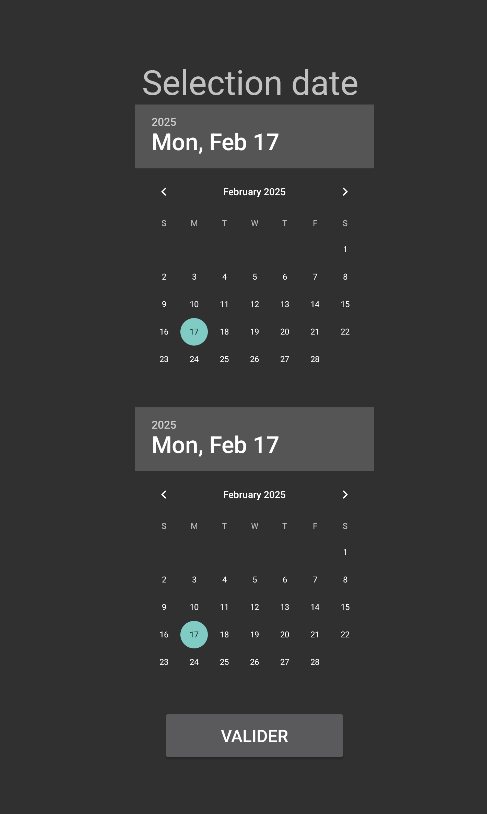 Selection date
2025
Mon, Feb 17
February 2025
S M T W T F S
1
2 3 4 5 6 7 8
9 10 11 12 13 14 15
16 17 18 19 20 21 22
23 24 25 26 27 28
2025
Mon, Feb 17
February 2025
S M T W T F S
1
2 3 4 5 6 7 8
9 10 11 12 13 14 15
16 17 18 19 20 21 22
23 24 25 26 27 28
VALIDER